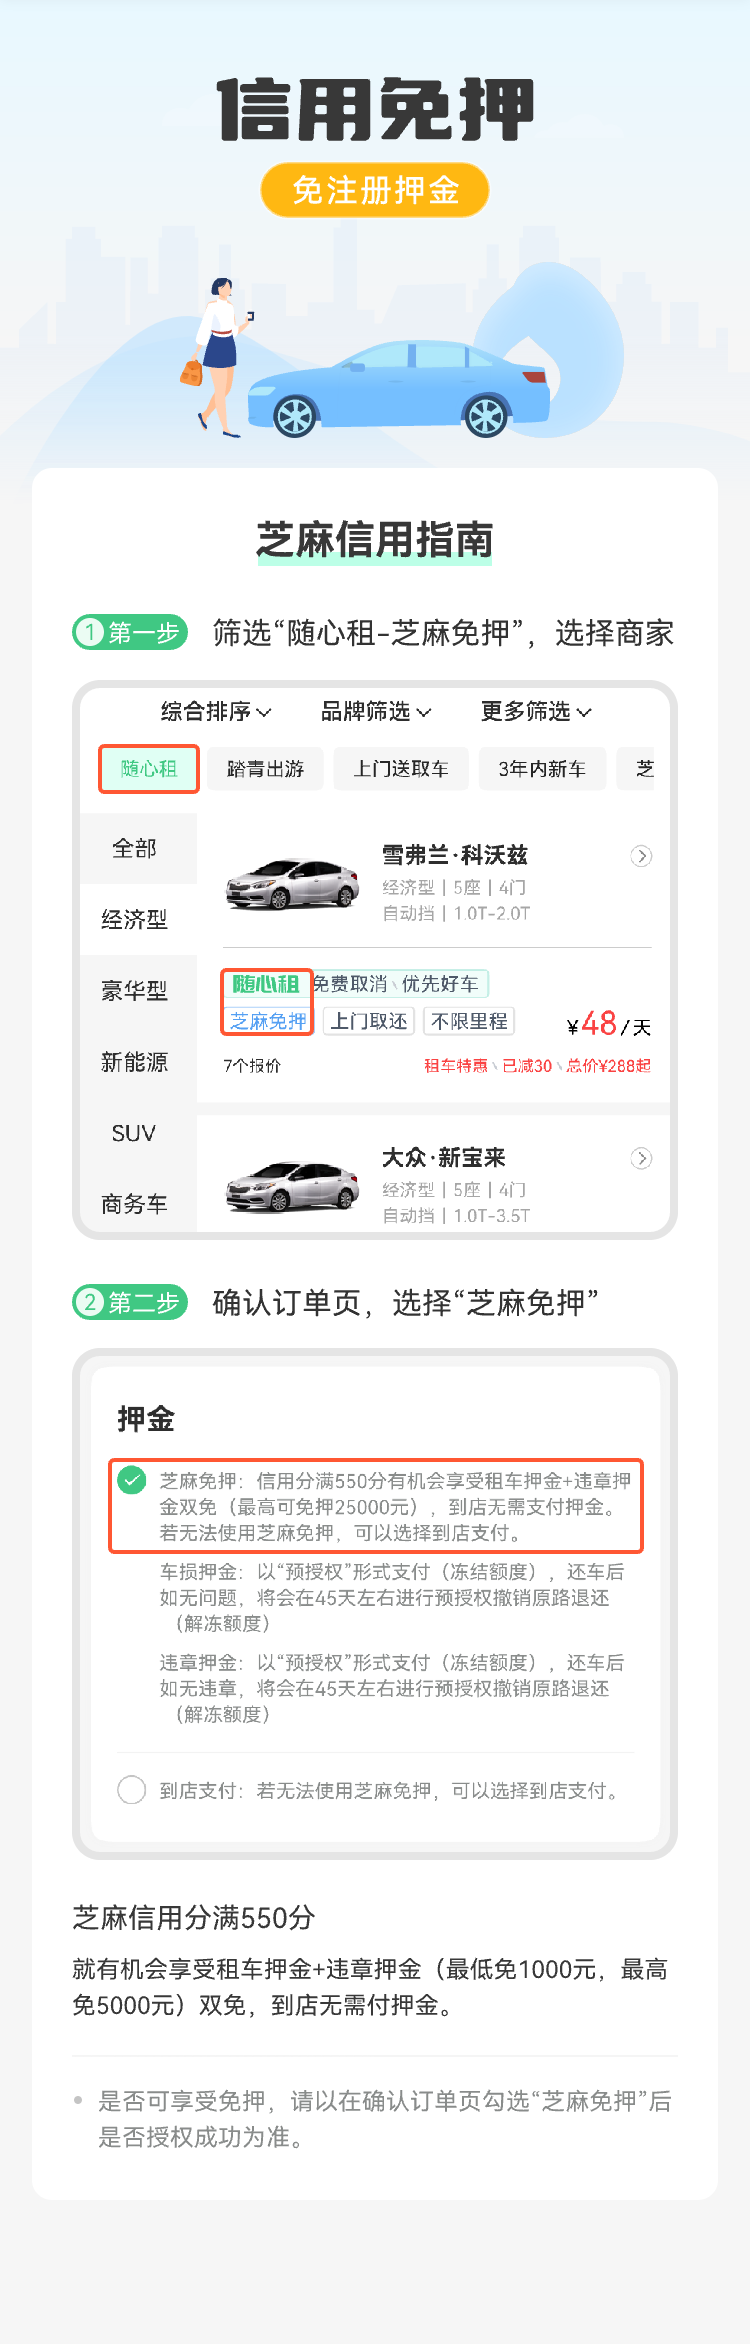 信用免押
免注册押金
芝麻信用指南
1 第一步 筛选“随心租-芝麻免押”，选择商家
综合排序 品牌筛选 更多筛选
随心租 踏青出游 上门送取车 3年内新车 芝
全部
经济型
豪华型
新能源
SUV
商务车
雪弗兰·科沃兹
经济型 | 5座 | 4门
自动挡 | 1.0T-2.0T
随心租 免费取消 优先好车
芝麻免押 上门取还 不限里程
¥48/天
7个报价 租车特惠 已减30 总价¥288起
大众·新宝来
经济型 | 5座 | 4门
自动挡 | 1.0T-3.5T
2 第二步 确认订单页，选择“芝麻免押”
押金
芝麻免押：信用分满550分有机会享受租车押金+违章押
金双免（最高可免押25000元），到店无需支付押金。
若无法使用芝麻免押，可以选择到店支付。
车损押金：以“预授权”形式支付（冻结额度），还车后
如无问题，将会在45天左右进行预授权撤销原路退还
（解冻额度）
违章押金：以“预授权”形式支付（冻结额度），还车后
如无违章，将会在45天左右进行预授权撤销原路退还
（解冻额度）
到店支付：若无法使用芝麻免押，可以选择到店支付。
芝麻信用分满550分
就有机会享受租车押金+违章押金（最低免1000元，最高
免5000元）双免，到店无需付押金。
是否可享受免押，请以在确认订单页勾选“芝麻免押”后
是否授权成功为准。